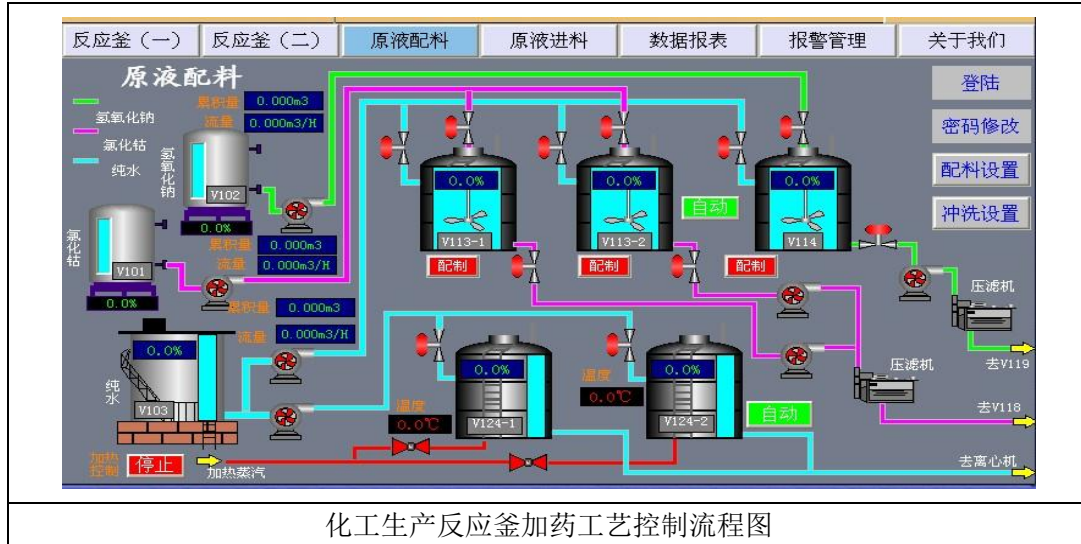 反应釜（一） 反应釜（二） 原液配料 原液进料 数据报表 报警管理 关于我们
原液配料
登陆
密码修改
配料设置
冲洗设置
氢氧化钠
氯化钴
纯水
累积量 0.000m3
流量 0.000m3/H
氢氧化钠
V102
0.0%
氯化钴
V101
0.0%
累积量 0.000m3
流量 0.000m3/H
累积量 0.000m3
流量 0.000m3/H
0.0%
V113-1
配制
0.0%
V113-2
配制
自动
0.0%
V114
配制
压滤机
去V119
压滤机
去V118
0.0%
纯水
V103
温度
0.0℃
0.0%
V124-1
温度
0.0℃
0.0%
V124-2
自动
加热控制 停止
加热蒸汽
去离心机
化工生产反应釜加药工艺控制流程图